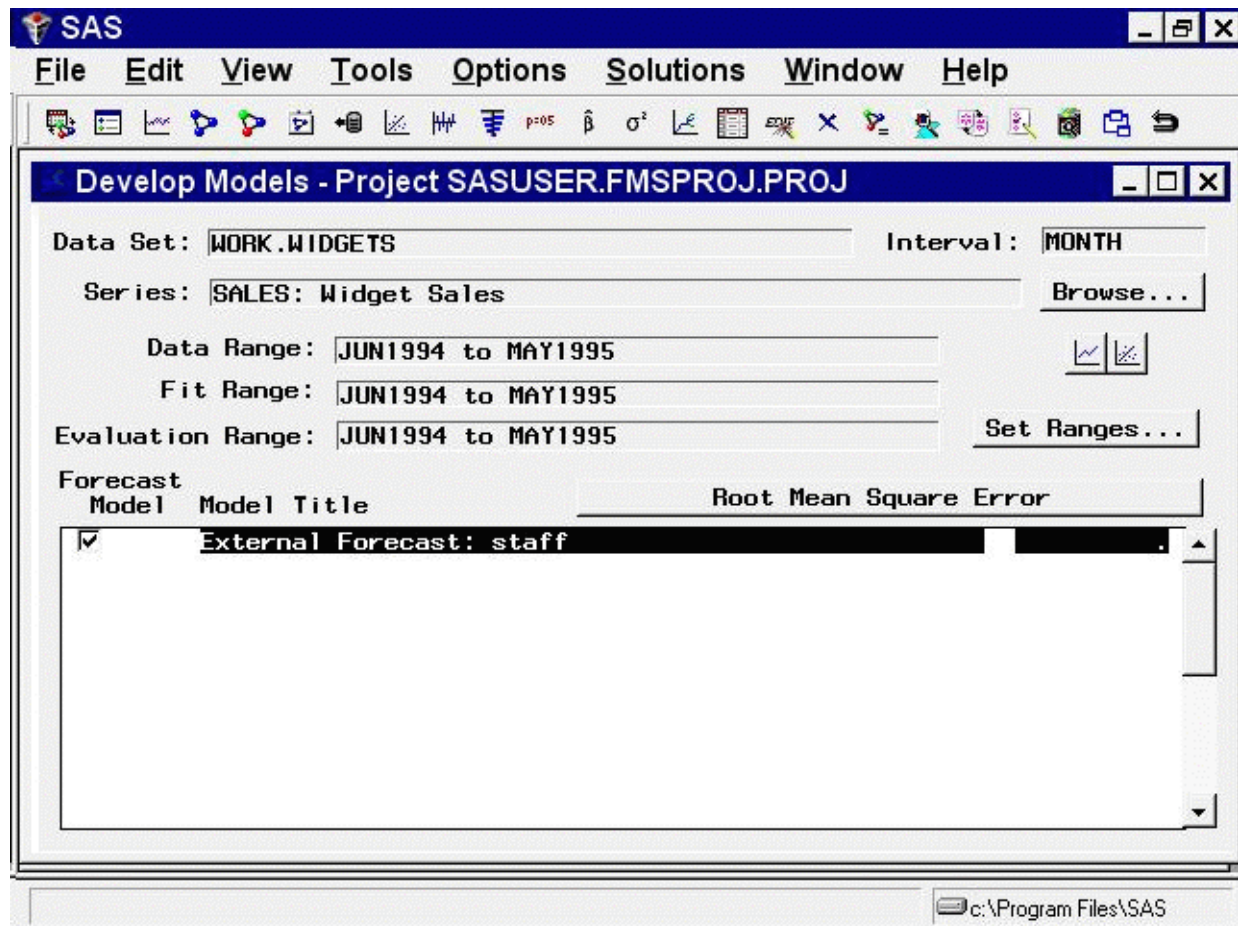 SAS
File Edit View Tools Options Solutions Window Help
p=05 β̂ σ² EDIT
Develop Models - Project SASUSER.FMSPROJ.PROJ
Data Set: WORK.WIDGETS Interval: MONTH
Series: SALES: Widget Sales Browse...
Data Range: JUN1994 to MAY1995
Fit Range: JUN1994 to MAY1995
Evaluation Range: JUN1994 to MAY1995 Set Ranges...
Forecast
Model Model Title Root Mean Square Error
External Forecast: staff .
c:\Program Files\SAS